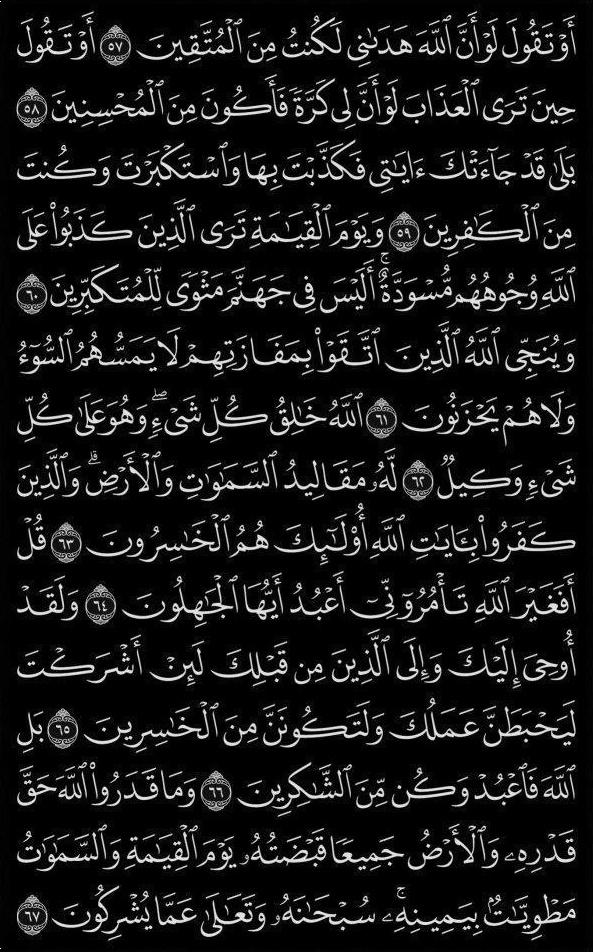 أَوْ تَقُولَ لَوْ أَنَّ ٱللَّهَ هَدَىٰنِى لَكُنتُ مِنَ ٱلْمُتَّقِينَ ٥٧ أَوْ تَقُولَ
حِينَ تَرَى ٱلْعَذَابَ لَوْ أَنَّ لِى كَرَّةً فَأَكُونَ مِنَ ٱلْمُحْسِنِينَ ٥٨
بَلَىٰ قَدْ جَآءَتْكَ ءَايَٰتِى فَكَذَّبْتَ بِهَا وَٱسْتَكْبَرْتَ وَكُنتَ
مِنَ ٱلْكَٰفِرِينَ ٥٩ وَيَوْمَ ٱلْقِيَٰمَةِ تَرَى ٱلَّذِينَ كَذَبُوا۟ عَلَى
ٱللَّهِ وُجُوهُهُم مُّسْوَدَّةٌ ۚ أَلَيْسَ فِى جَهَنَّمَ مَثْوًى لِّلْمُتَكَبِّرِينَ ٦٠
وَيُنَجِّى ٱللَّهُ ٱلَّذِينَ ٱتَّقَوْا۟ بِمَفَازَتِهِمْ لَا يَمَسُّهُمُ ٱلسُّوٓءُ
وَلَا هُمْ يَحْزَنُونَ ٦١ ٱللَّهُ خَٰلِقُ كُلِّ شَىْءٍ ۖ وَهُوَ عَلَىٰ كُلِّ
شَىْءٍ وَكِيلٌ ٦٢ لَّهُۥ مَقَالِيدُ ٱلسَّمَٰوَٰتِ وَٱلْأَرْضِ ۗ وَٱلَّذِينَ
كَفَرُوا۟ بِـَٔايَٰتِ ٱللَّهِ أُو۟لَٰٓئِكَ هُمُ ٱلْخَٰسِرُونَ ٦٣ قُلْ
أَفَغَيْرَ ٱللَّهِ تَأْمُرُوٓنِّىٓ أَعْبُدُ أَيُّهَا ٱلْجَٰهِلُونَ ٦٤ وَلَقَدْ
أُوحِىَ إِلَيْكَ وَإِلَى ٱلَّذِينَ مِن قَبْلِكَ لَئِنْ أَشْرَكْتَ
لَيَحْبَطَنَّ عَمَلُكَ وَلَتَكُونَنَّ مِنَ ٱلْخَٰسِرِينَ ٦٥ بَلِ
ٱللَّهَ فَٱعْبُدْ وَكُن مِّنَ ٱلشَّٰكِرِينَ ٦٦ وَمَا قَدَرُوا۟ ٱللَّهَ حَقَّ
قَدْرِهِۦ وَٱلْأَرْضُ جَمِيعًا قَبْضَتُهُۥ يَوْمَ ٱلْقِيَٰمَةِ وَٱلسَّمَٰوَٰتُ
مَطْوِيَّٰتٌۢ بِيَمِينِهِۦ ۚ سُبْحَٰنَهُۥ وَتَعَٰلَىٰ عَمَّا يُشْرِكُونَ ٦٧